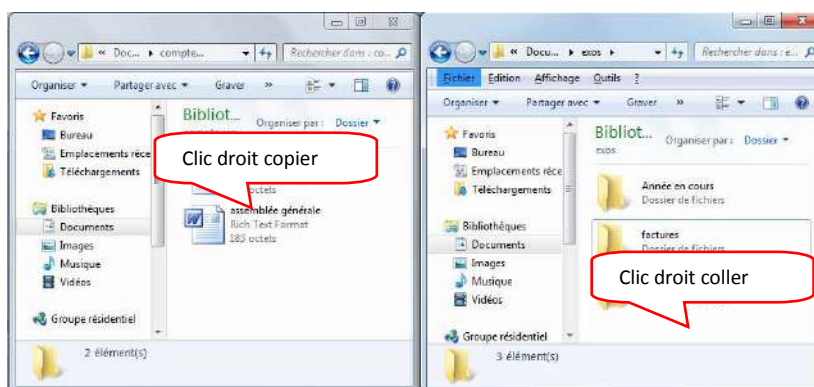 « Doc... ▸ compte...
Rechercher dans : co...
Organiser
Partager avec
Graver
»
Favoris
Bureau
Emplacements réce
Téléchargements
Bibliothèques
Documents
Images
Musique
Vidéos
Groupe résidentiel
Bibliot...
Organiser par :
Dossier
Clic droit copier
octets
assemblée générale
Rich Text Format
183 octets
2 élément(s)
« Docu... ▸ exos ▸
Rechercher dans : e...
Fichier Edition Affichage Outils ?
Organiser
Partager avec
Graver
»
Favoris
Bureau
Emplacements réce
Téléchargements
Bibliothèques
Documents
Images
Musique
Vidéos
Groupe résidentiel
Bibliot...
exos
Organiser par :
Dossier
Année en cours
Dossier de fichiers
factures
Dossier de fichiers
Clic droit coller
3 élément(s)